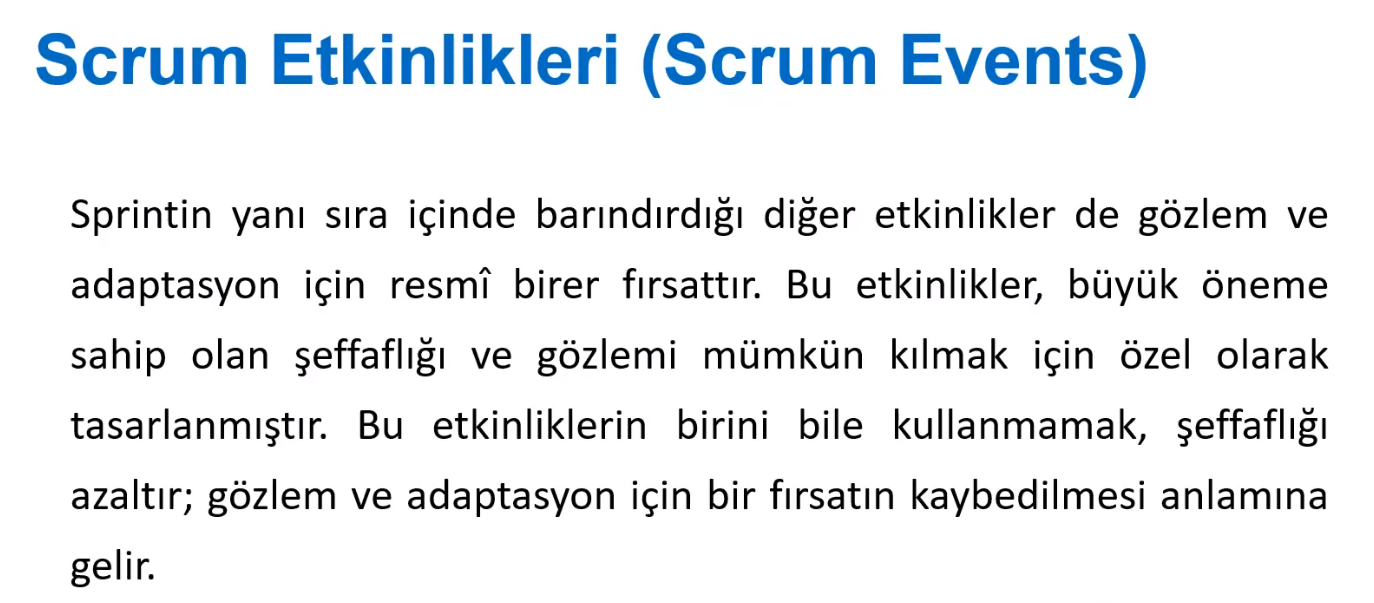 Scrum Etkinlikleri (Scrum Events)
Sprintin yanı sıra içinde barındırdığı diğer etkinlikler de gözlem ve
adaptasyon için resmî birer fırsattır. Bu etkinlikler, büyük öneme
sahip olan şeffaflığı ve gözlemi mümkün kılmak için özel olarak
tasarlanmıştır. Bu etkinliklerin birini bile kullanmamak, şeffaflığı
azaltır; gözlem ve adaptasyon için bir fırsatın kaybedilmesi anlamına
gelir.